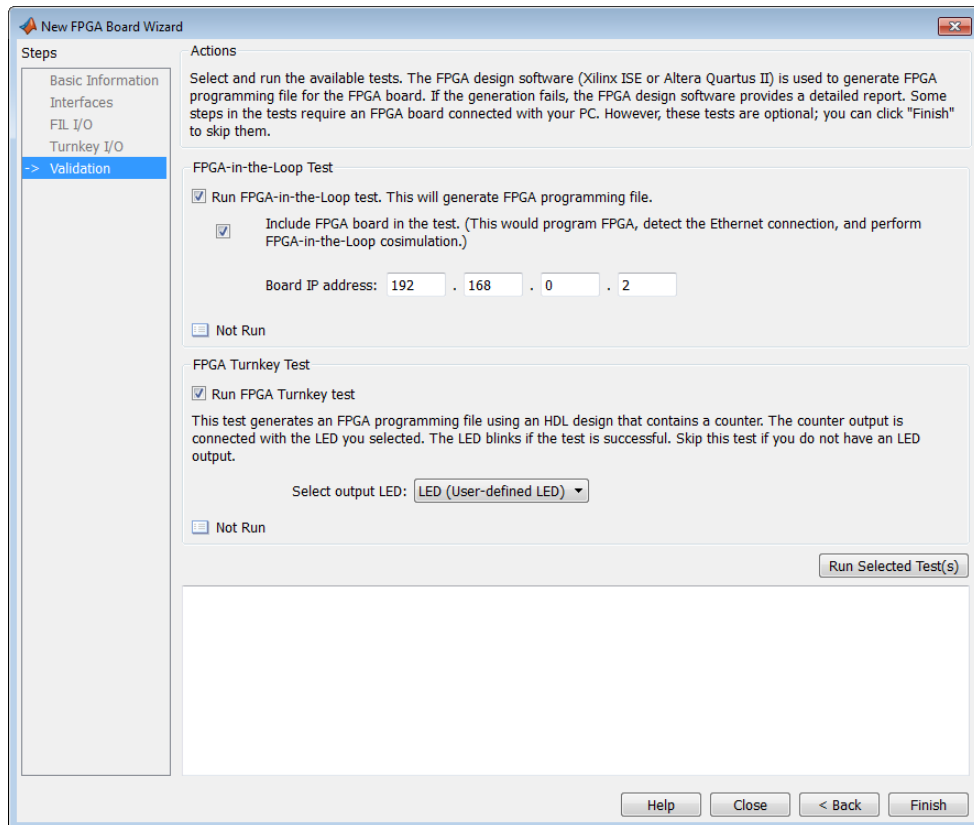 New FPGA Board Wizard
Steps
Basic Information
Interfaces
FIL I/O
Turnkey I/O
-> Validation
Actions
Select and run the available tests. The FPGA design software (Xilinx ISE or Altera Quartus II) is used to generate FPGA
programming file for the FPGA board. If the generation fails, the FPGA design software provides a detailed report. Some
steps in the tests require an FPGA board connected with your PC. However, these tests are optional; you can click "Finish"
to skip them.
FPGA-in-the-Loop Test
Run FPGA-in-the-Loop test. This will generate FPGA programming file.
Include FPGA board in the test. (This would program FPGA, detect the Ethernet connection, and perform
FPGA-in-the-Loop cosimulation.)
Board IP address: 192 . 168 . 0 . 2
Not Run
FPGA Turnkey Test
Run FPGA Turnkey test
This test generates an FPGA programming file using an HDL design that contains a counter. The counter output is
connected with the LED you selected. The LED blinks if the test is successful. Skip this test if you do not have an LED
output.
Select output LED: LED (User-defined LED)
Not Run
Run Selected Test(s)
Help Close < Back Finish